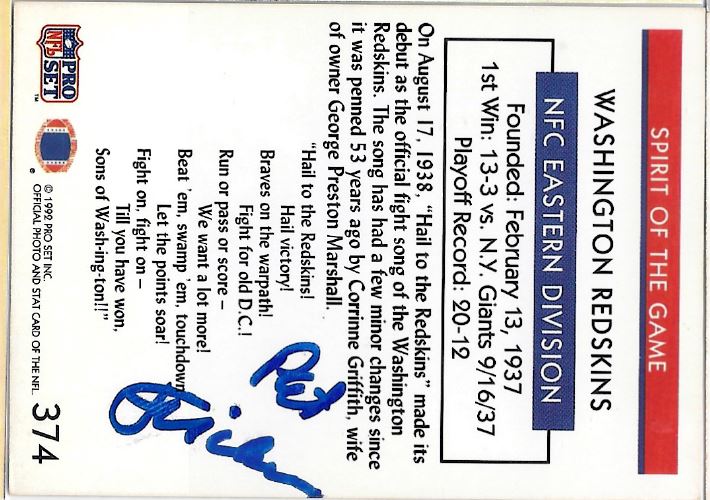 SPIRIT OF THE GAME
WASHINGTON REDSKINS
NFC EASTERN DIVISION
Founded: February 13, 1937
1st Win: 13-3 vs. N.Y. Giants 9/16/37
Playoff Record: 20-12
On August 17, 1938, "Hail to the Redskins" made its
debut as the official fight song of the Washington
Redskins. The song has had a few minor changes since
it was penned 53 years ago by Corrinne Griffith, wife
of owner George Preston Marshall.
"Hail to the Redskins!
Hail victory!
Braves on the warpath!
Fight for old D.C.!
Run or pass or score –
We want a lot more!
Beat 'em, swamp 'em, touchdown
Let the points soar!
Fight on, fight on –
Till you have won,
Sons of Wash-ing-ton!!"
PRO
NFL
SET
TM
© 1992 PRO SET INC.
OFFICIAL PHOTO AND STAT CARD OF THE NFL
374